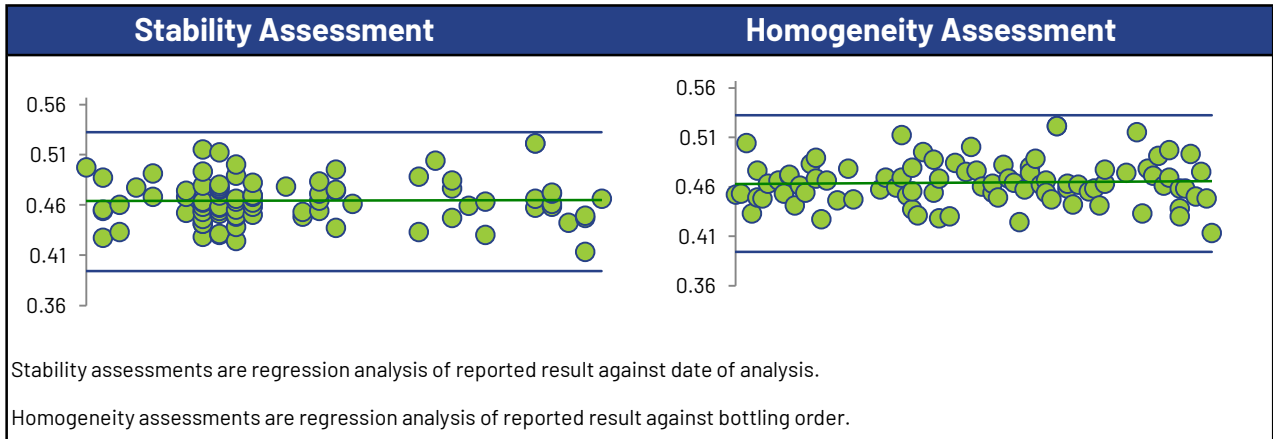 Stability Assessment
Homogeneity Assessment
0.56
0.51
0.46
0.41
0.36
0.56
0.51
0.46
0.41
0.36
Stability assessments are regression analysis of reported result against date of analysis.
Homogeneity assessments are regression analysis of reported result against bottling order.